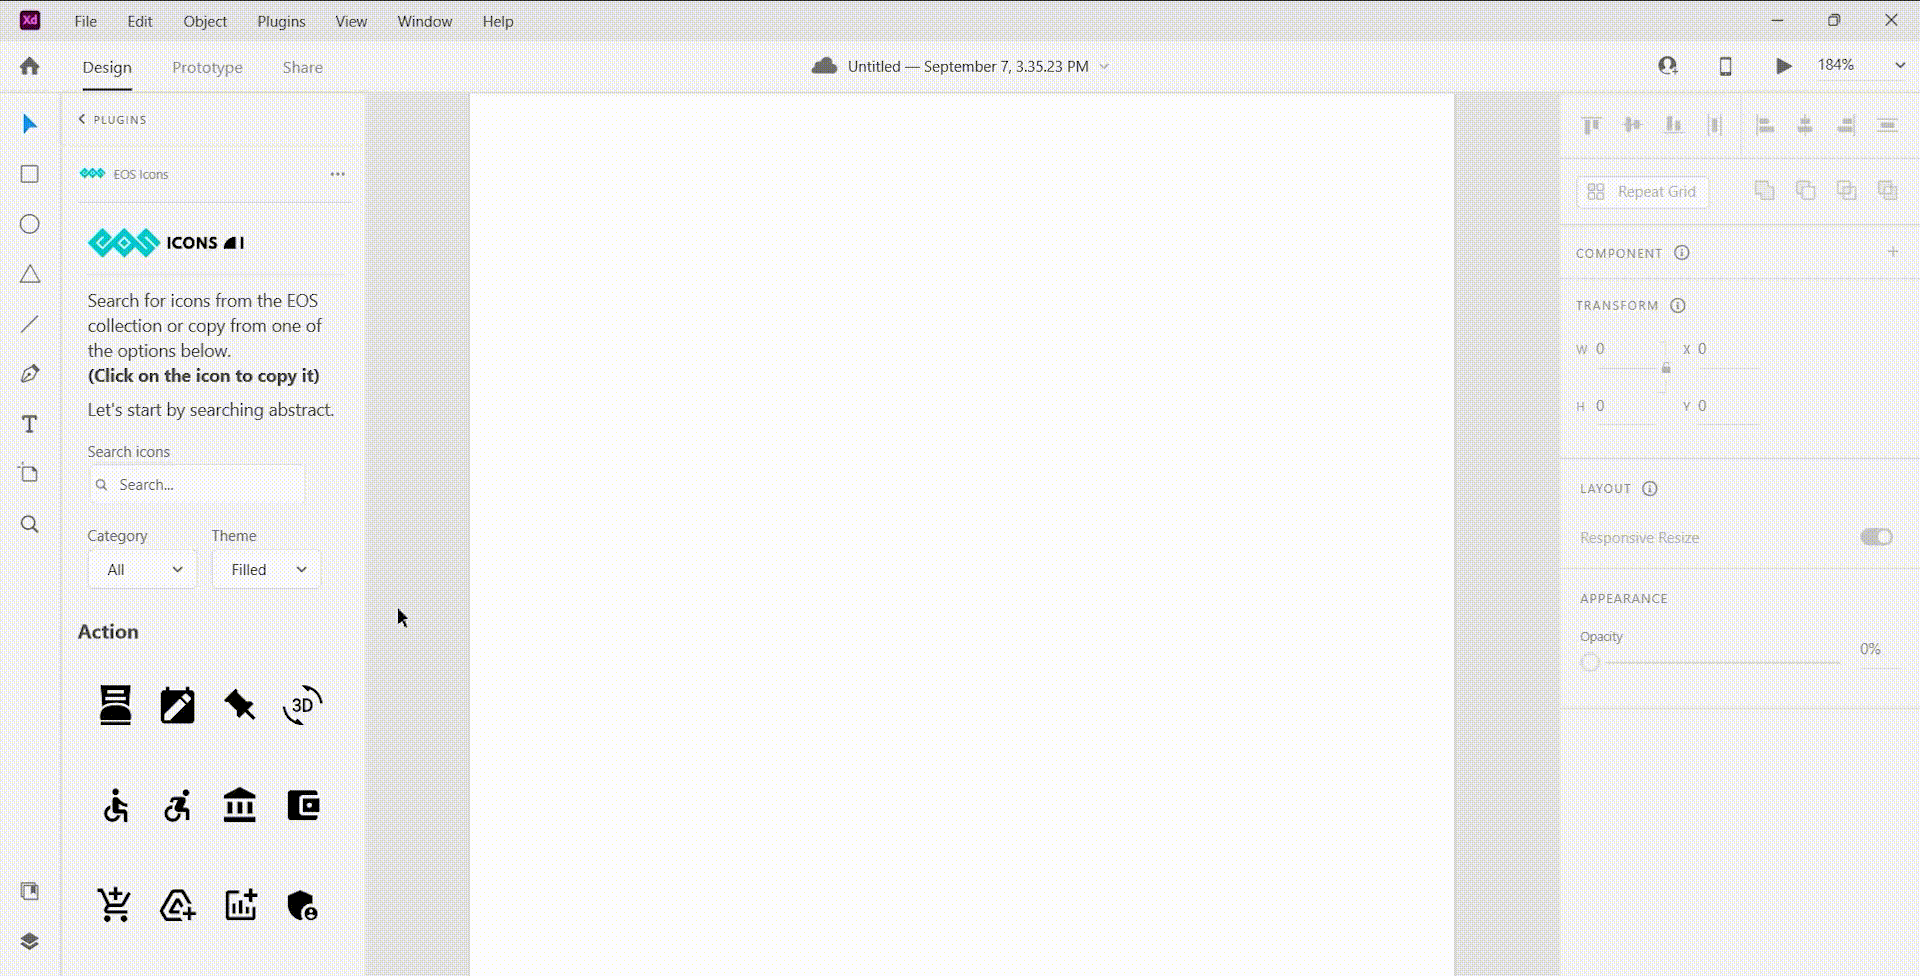 Xd File Edit Object Plugins View Window Help
Design Prototype Share Untitled — September 7, 3.35.23 PM 184%
PLUGINS
EOS Icons
EOS ICONS
Search for icons from the EOS
collection or copy from one of
the options below.
(Click on the icon to copy it)
Let's start by searching abstract.
Search icons
Search...
Category Theme
All Filled
Action
3D
Repeat Grid
COMPONENT
TRANSFORM
W 0 X 0
H 0 Y 0
LAYOUT
Responsive Resize
APPEARANCE
Opacity
0%